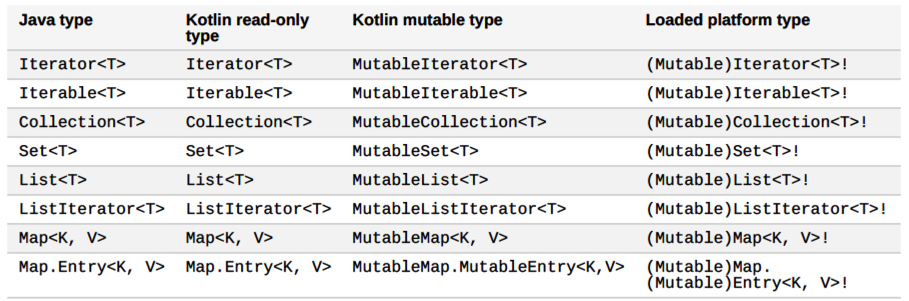 Java type Kotlin read-only type Kotlin mutable type Loaded platform type
Iterator<T> Iterator<T> MutableIterator<T> (Mutable)Iterator<T>!
Iterable<T> Iterable<T> MutableIterable<T> (Mutable)Iterable<T>!
Collection<T> Collection<T> MutableCollection<T> (Mutable)Collection<T>!
Set<T> Set<T> MutableSet<T> (Mutable)Set<T>!
List<T> List<T> MutableList<T> (Mutable)List<T>!
ListIterator<T> ListIterator<T> MutableListIterator<T> (Mutable)ListIterator<T>!
Map<K, V> Map<K, V> MutableMap<K, V> (Mutable)Map<K, V>!
Map.Entry<K, V> Map.Entry<K, V> MutableMap.MutableEntry<K,V> (Mutable)Map.
(Mutable)Entry<K, V>!